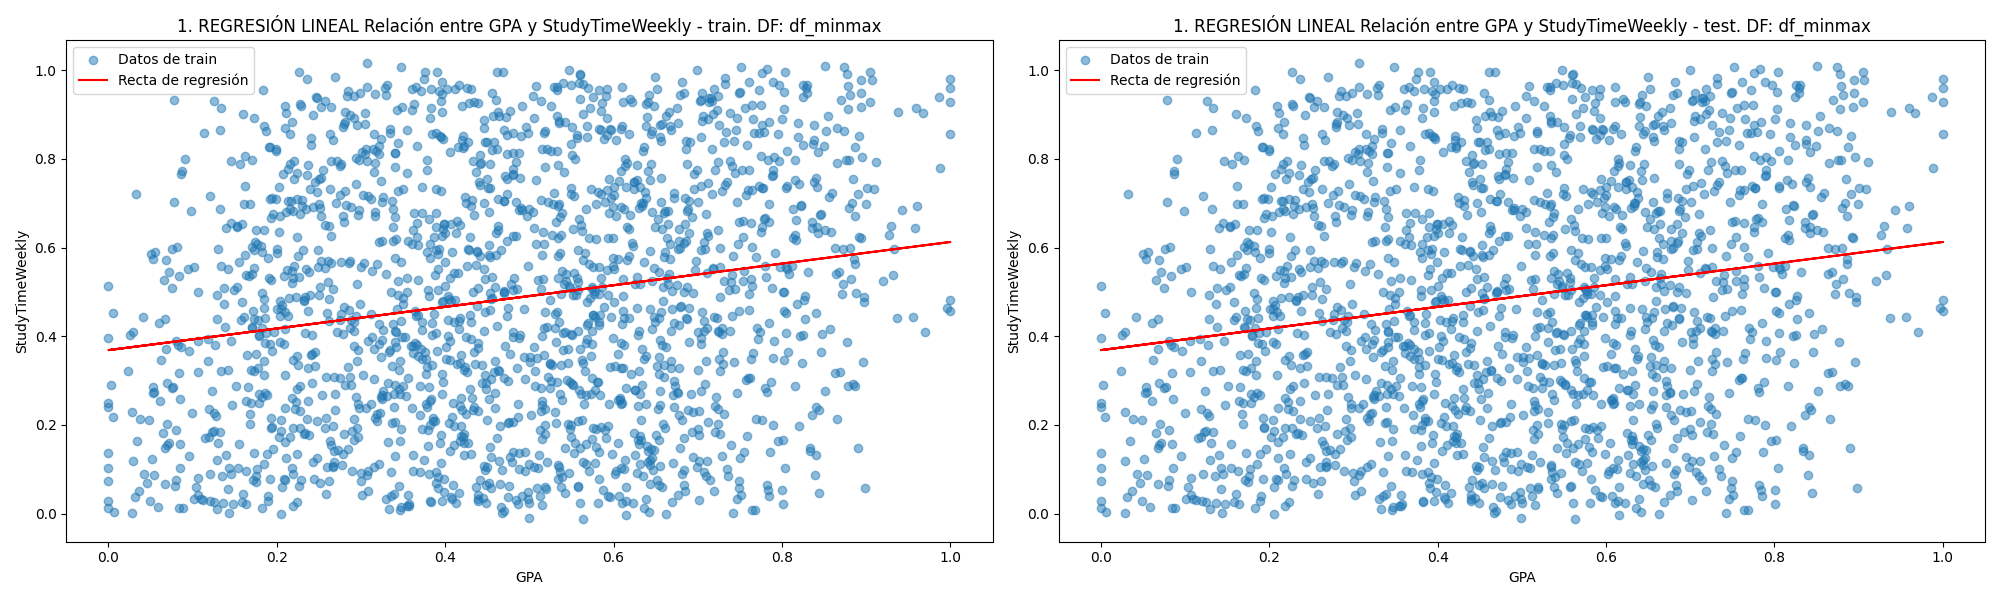 1. REGRESIÓN LINEAL Relación entre GPA y StudyTimeWeekly - train. DF: df_minmax
Datos de train
Recta de regresión
StudyTimeWeekly
1.0
0.8
0.6
0.4
0.2
0.0
0.0 0.2 0.4 0.6 0.8 1.0
GPA
1. REGRESIÓN LINEAL Relación entre GPA y StudyTimeWeekly - test. DF: df_minmax
Datos de train
Recta de regresión
StudyTimeWeekly
1.0
0.8
0.6
0.4
0.2
0.0
0.0 0.2 0.4 0.6 0.8 1.0
GPA